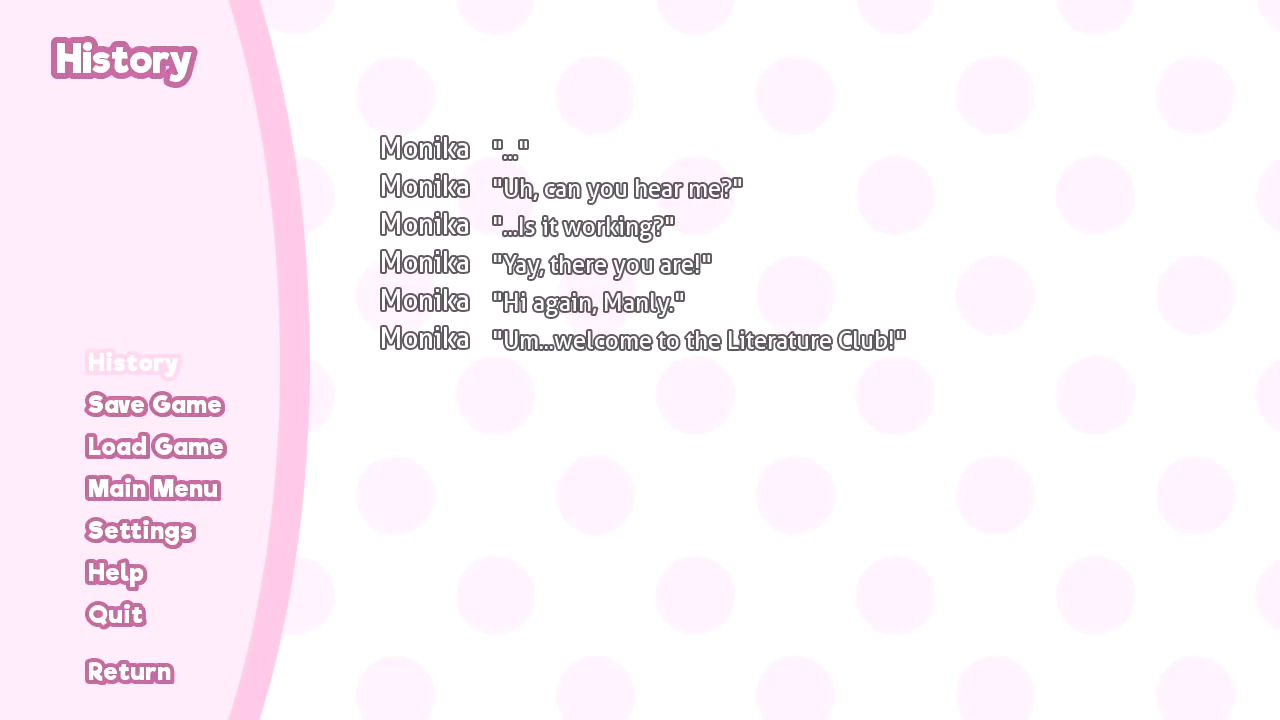 History
Monika "..."
Monika "Uh, can you hear me?"
Monika "...Is it working?"
Monika "Yay, there you are!"
Monika "Hi again, Manly."
Monika "Um...welcome to the Literature Club!"
History
Save Game
Load Game
Main Menu
Settings
Help
Quit
Return